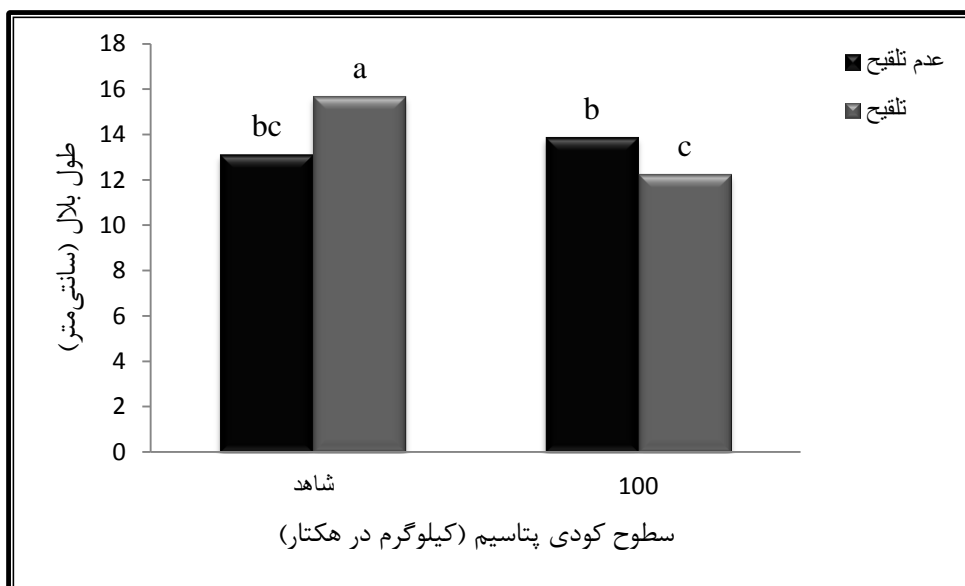 18
16
14
12
10
8
6
4
2
0
طول بلال (سانتی‌متر)
bc
a
b
c
عدم تلقیح
تلقیح
شاهد
100
سطوح کودی پتاسیم (کیلوگرم در هکتار)